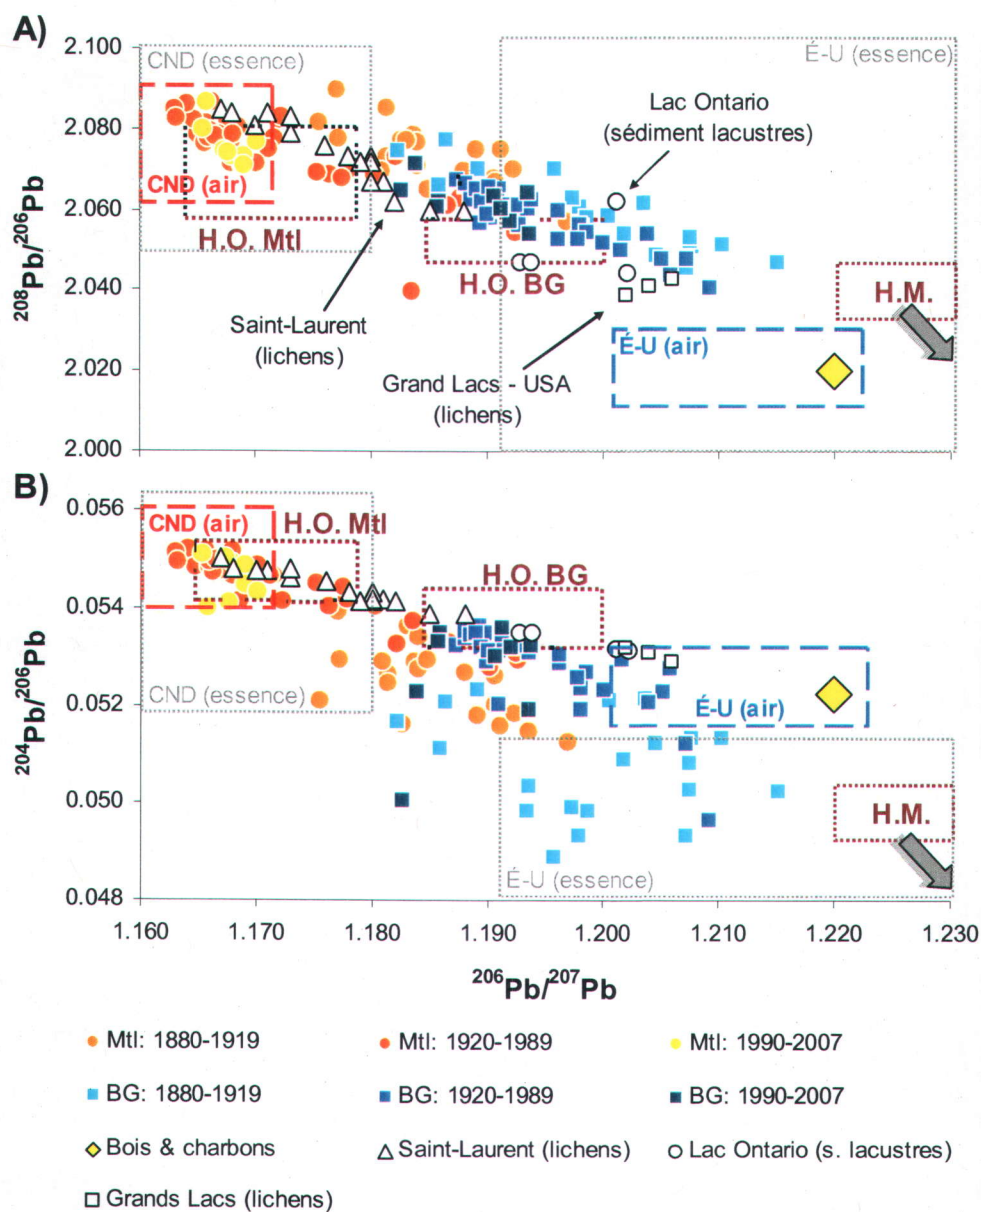 A)
2.100
2.080
2.060
2.040
2.020
2.000
208Pb/206Pb
CND (essence)
É-U (essence)
CND (air)
H.O. Mtl
Lac Ontario
(sédiment lacustres)
H.O. BG
H.M.
Saint-Laurent
(lichens)
É-U (air)
Grand Lacs - USA
(lichens)
B)
0.056
0.054
0.052
0.050
0.048
204Pb/206Pb
CND (air)
H.O. Mtl
H.O. BG
CND (essence)
É-U (air)
H.M.
É-U (essence)
1.160 1.170 1.180 1.190 1.200 1.210 1.220 1.230
206Pb/207Pb
Mtl: 1880-1919 Mtl: 1920-1989 Mtl: 1990-2007
BG: 1880-1919 BG: 1920-1989 BG: 1990-2007
Bois & charbons Saint-Laurent (lichens) Lac Ontario (s. lacustres)
Grands Lacs (lichens)